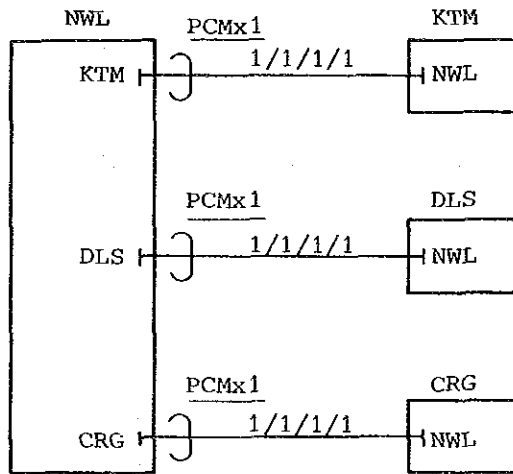 NWL
PCMx1
KTM
KTM
1/1/1/1
NWL
PCMx1
DLS
DLS
1/1/1/1
NWL
PCMx1
CRG
CRG
1/1/1/1
NWL